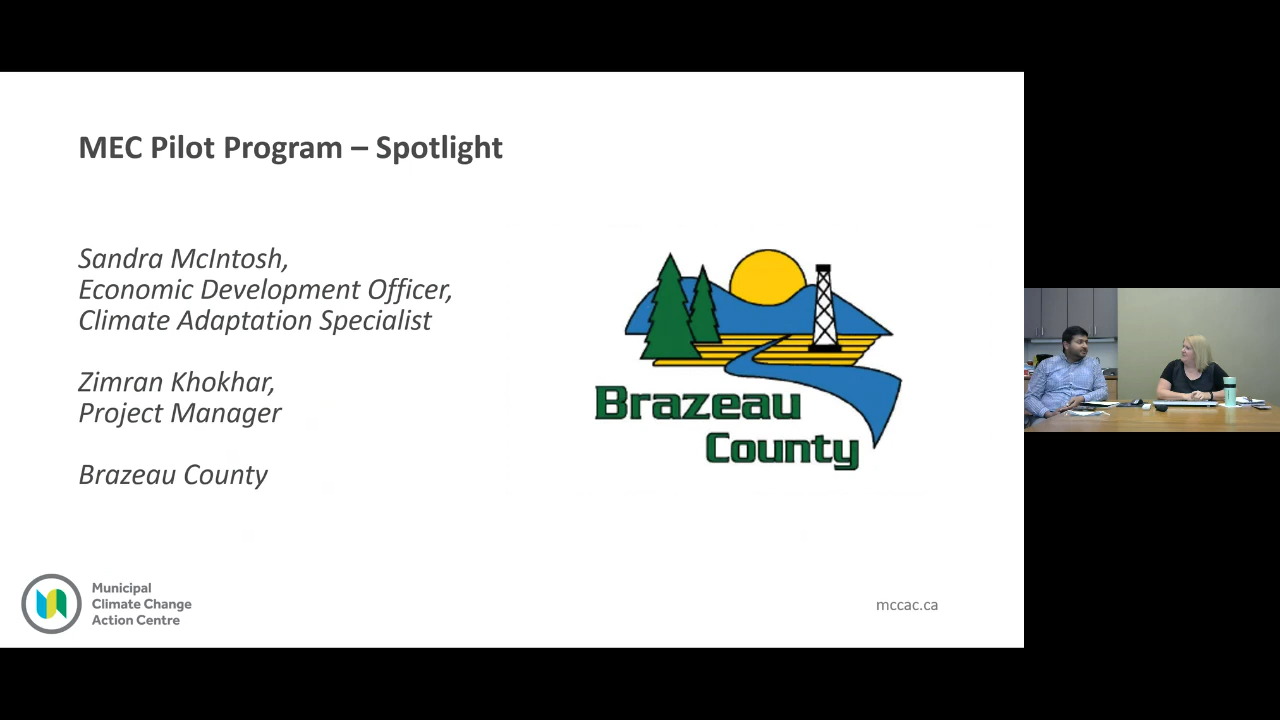 MEC Pilot Program – Spotlight
Sandra McIntosh,
Economic Development Officer,
Climate Adaptation Specialist
Zimran Khokhar,
Project Manager
Brazeau County
Brazeau
County
Municipal
Climate Change
Action Centre
mccac.ca